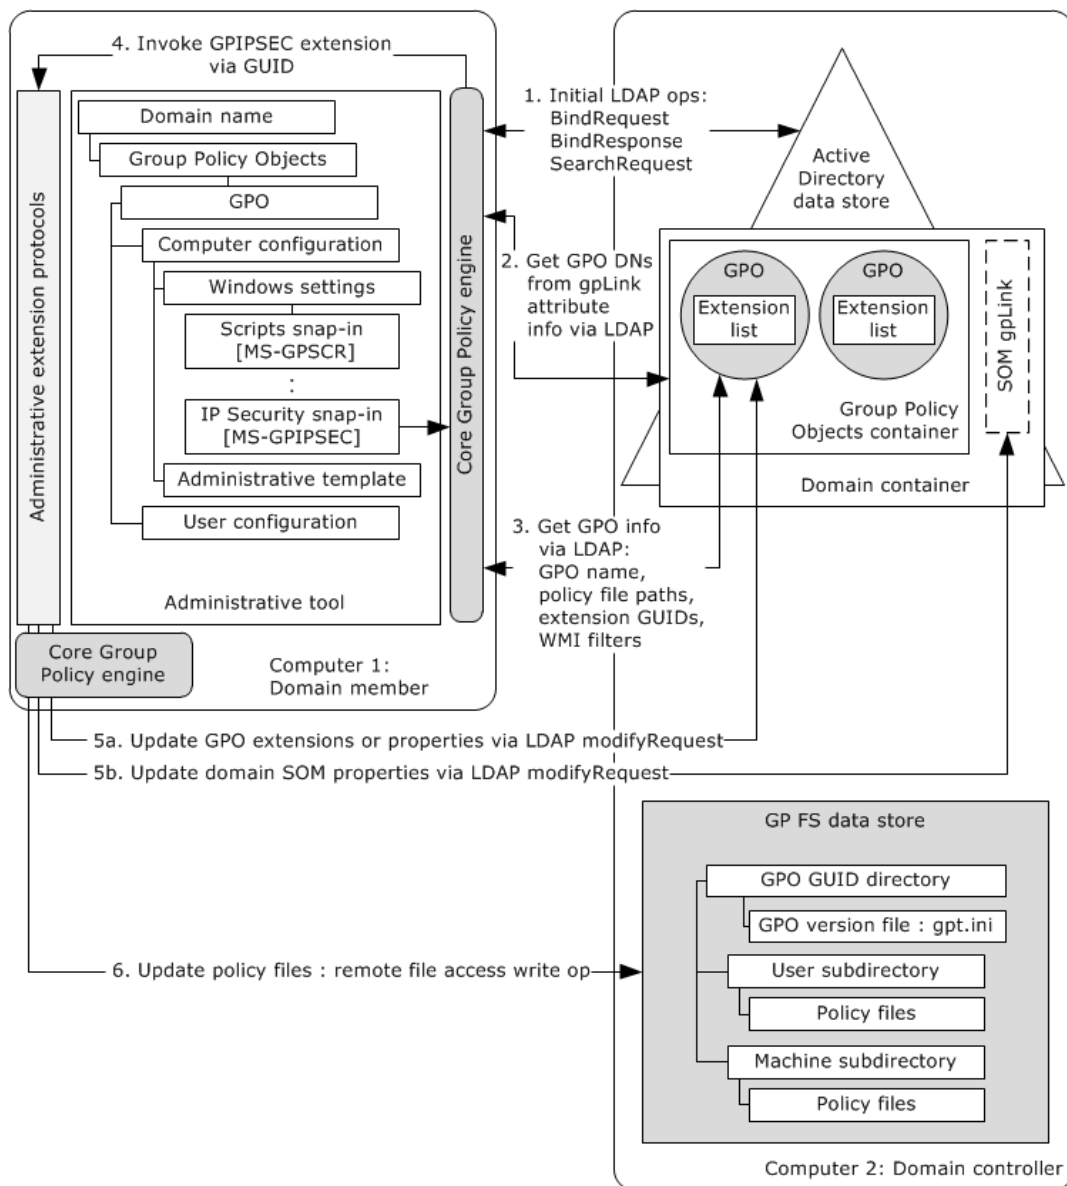 4. Invoke GPIPSEC extension
via GUID
Administrative extension protocols
Domain name
Group Policy Objects
GPO
Computer configuration
Windows settings
Scripts snap-in
[MS-GPSCR]
:
IP Security snap-in
[MS-GPIPSEC]
Administrative template
User configuration
Administrative tool
Core Group Policy engine
Core Group
Policy engine
Computer 1:
Domain member
1. Initial LDAP ops:
BindRequest
BindResponse
SearchRequest
2. Get GPO DNs
from gpLink
attribute
info via LDAP
3. Get GPO info
via LDAP:
GPO name,
policy file paths,
extension GUIDs,
WMI filters
Active
Directory
data store
GPO
Extension
list
GPO
Extension
list
SOM gpLink
Group Policy
Objects container
Domain container
5a. Update GPO extensions or properties via LDAP modifyRequest
5b. Update domain SOM properties via LDAP modifyRequest
6. Update policy files : remote file access write op
GP FS data store
GPO GUID directory
GPO version file : gpt.ini
User subdirectory
Policy files
Machine subdirectory
Policy files
Computer 2: Domain controller